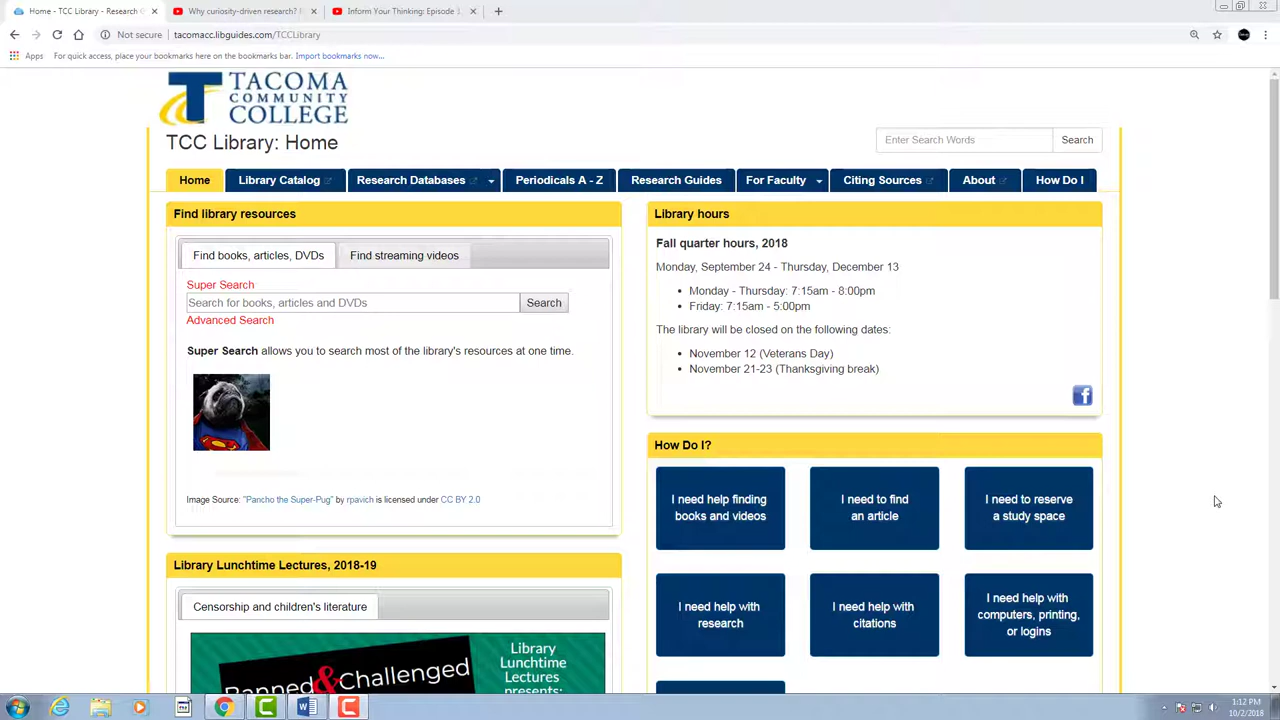 Home - TCC Library - Research G
Why curiosity-driven research?
Inform Your Thinking: Episode
Not secure
tacomacc.libguides.com/TCCLibrary
Apps
For quick access, place your bookmarks here on the bookmarks bar. Import bookmarks now...
TACOMA
COMMUNITY
COLLEGE
TCC Library: Home
Enter Search Words
Search
Home
Library Catalog
Research Databases
Periodicals A - Z
Research Guides
For Faculty
Citing Sources
About
How Do I
Find library resources
Find books, articles, DVDs
Find streaming videos
Super Search
Search for books, articles and DVDs
Search
Advanced Search
Super Search allows you to search most of the library's resources at one time.
Image Source: "Pancho the Super-Pug" by rpavich is licensed under CC BY 2.0
Library Lunchtime Lectures, 2018-19
Censorship and children's literature
Banned & Challenged
Library
Lunchtime
Lectures
presents:
Library hours
Fall quarter hours, 2018
Monday, September 24 - Thursday, December 13
Monday - Thursday: 7:15am - 8:00pm
Friday: 7:15am - 5:00pm
The library will be closed on the following dates:
November 12 (Veterans Day)
November 21-23 (Thanksgiving break)
How Do I?
I need help finding
books and videos
I need to find
an article
I need to reserve
a study space
I need help with
research
I need help with
citations
I need help with
computers, printing,
or logins
1:12 PM
10/2/2018